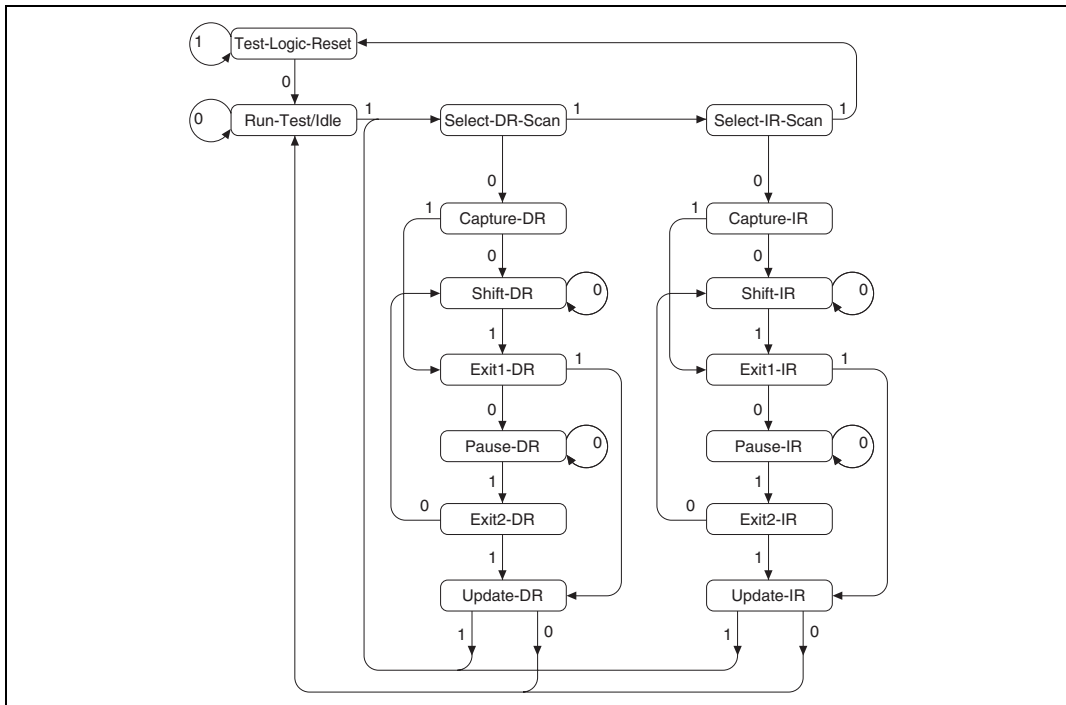 1 Test-Logic-Reset
0
0 Run-Test/Idle 1 Select-DR-Scan 1 Select-IR-Scan 1
0 0
1 Capture-DR 1 Capture-IR
0 0
Shift-DR 0 Shift-IR 0
1 1
Exit1-DR 1 Exit1-IR 1
0 0
Pause-DR 0 Pause-IR 0
1 1
0 Exit2-DR 0 Exit2-IR
1 1
Update-DR Update-IR
1 0 1 0